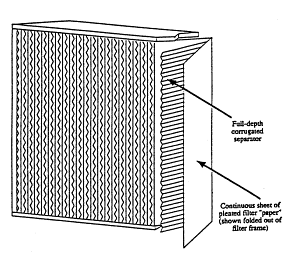 Full-depth
corrugated
separator
Continuous sheet of
pleated filter "paper"
(shown folded out of
filter frame)